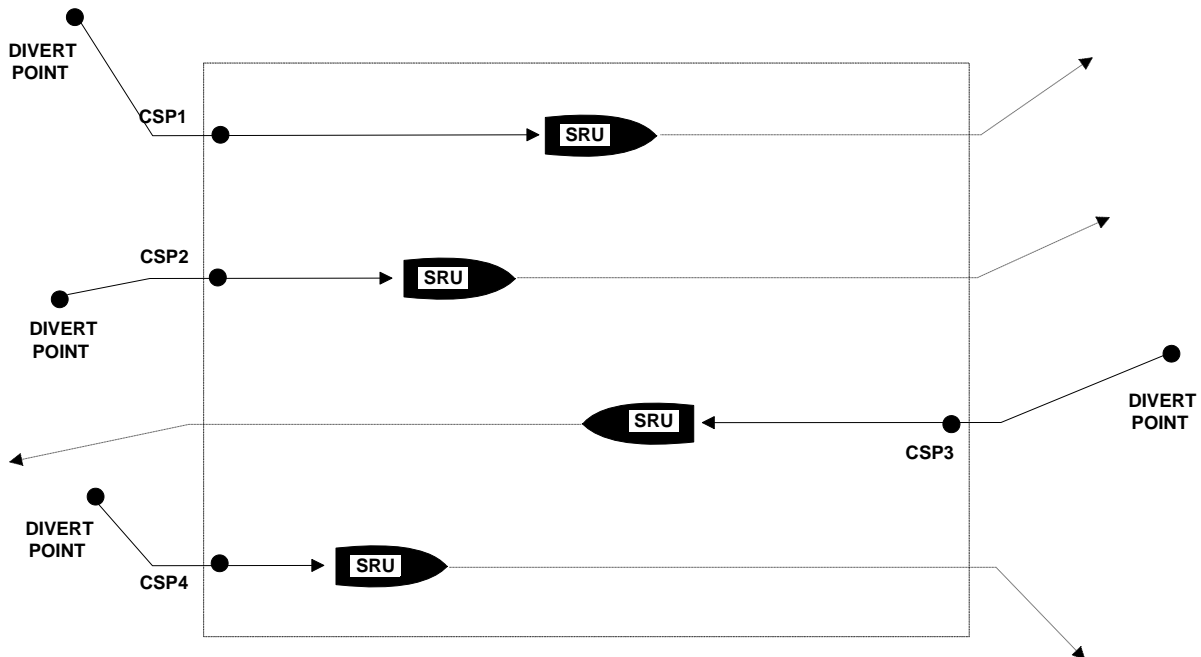 DIVERT
POINT
CSP1
SRU
CSP2
SRU
DIVERT
POINT
SRU
DIVERT
POINT
CSP3
DIVERT
POINT
SRU
CSP4